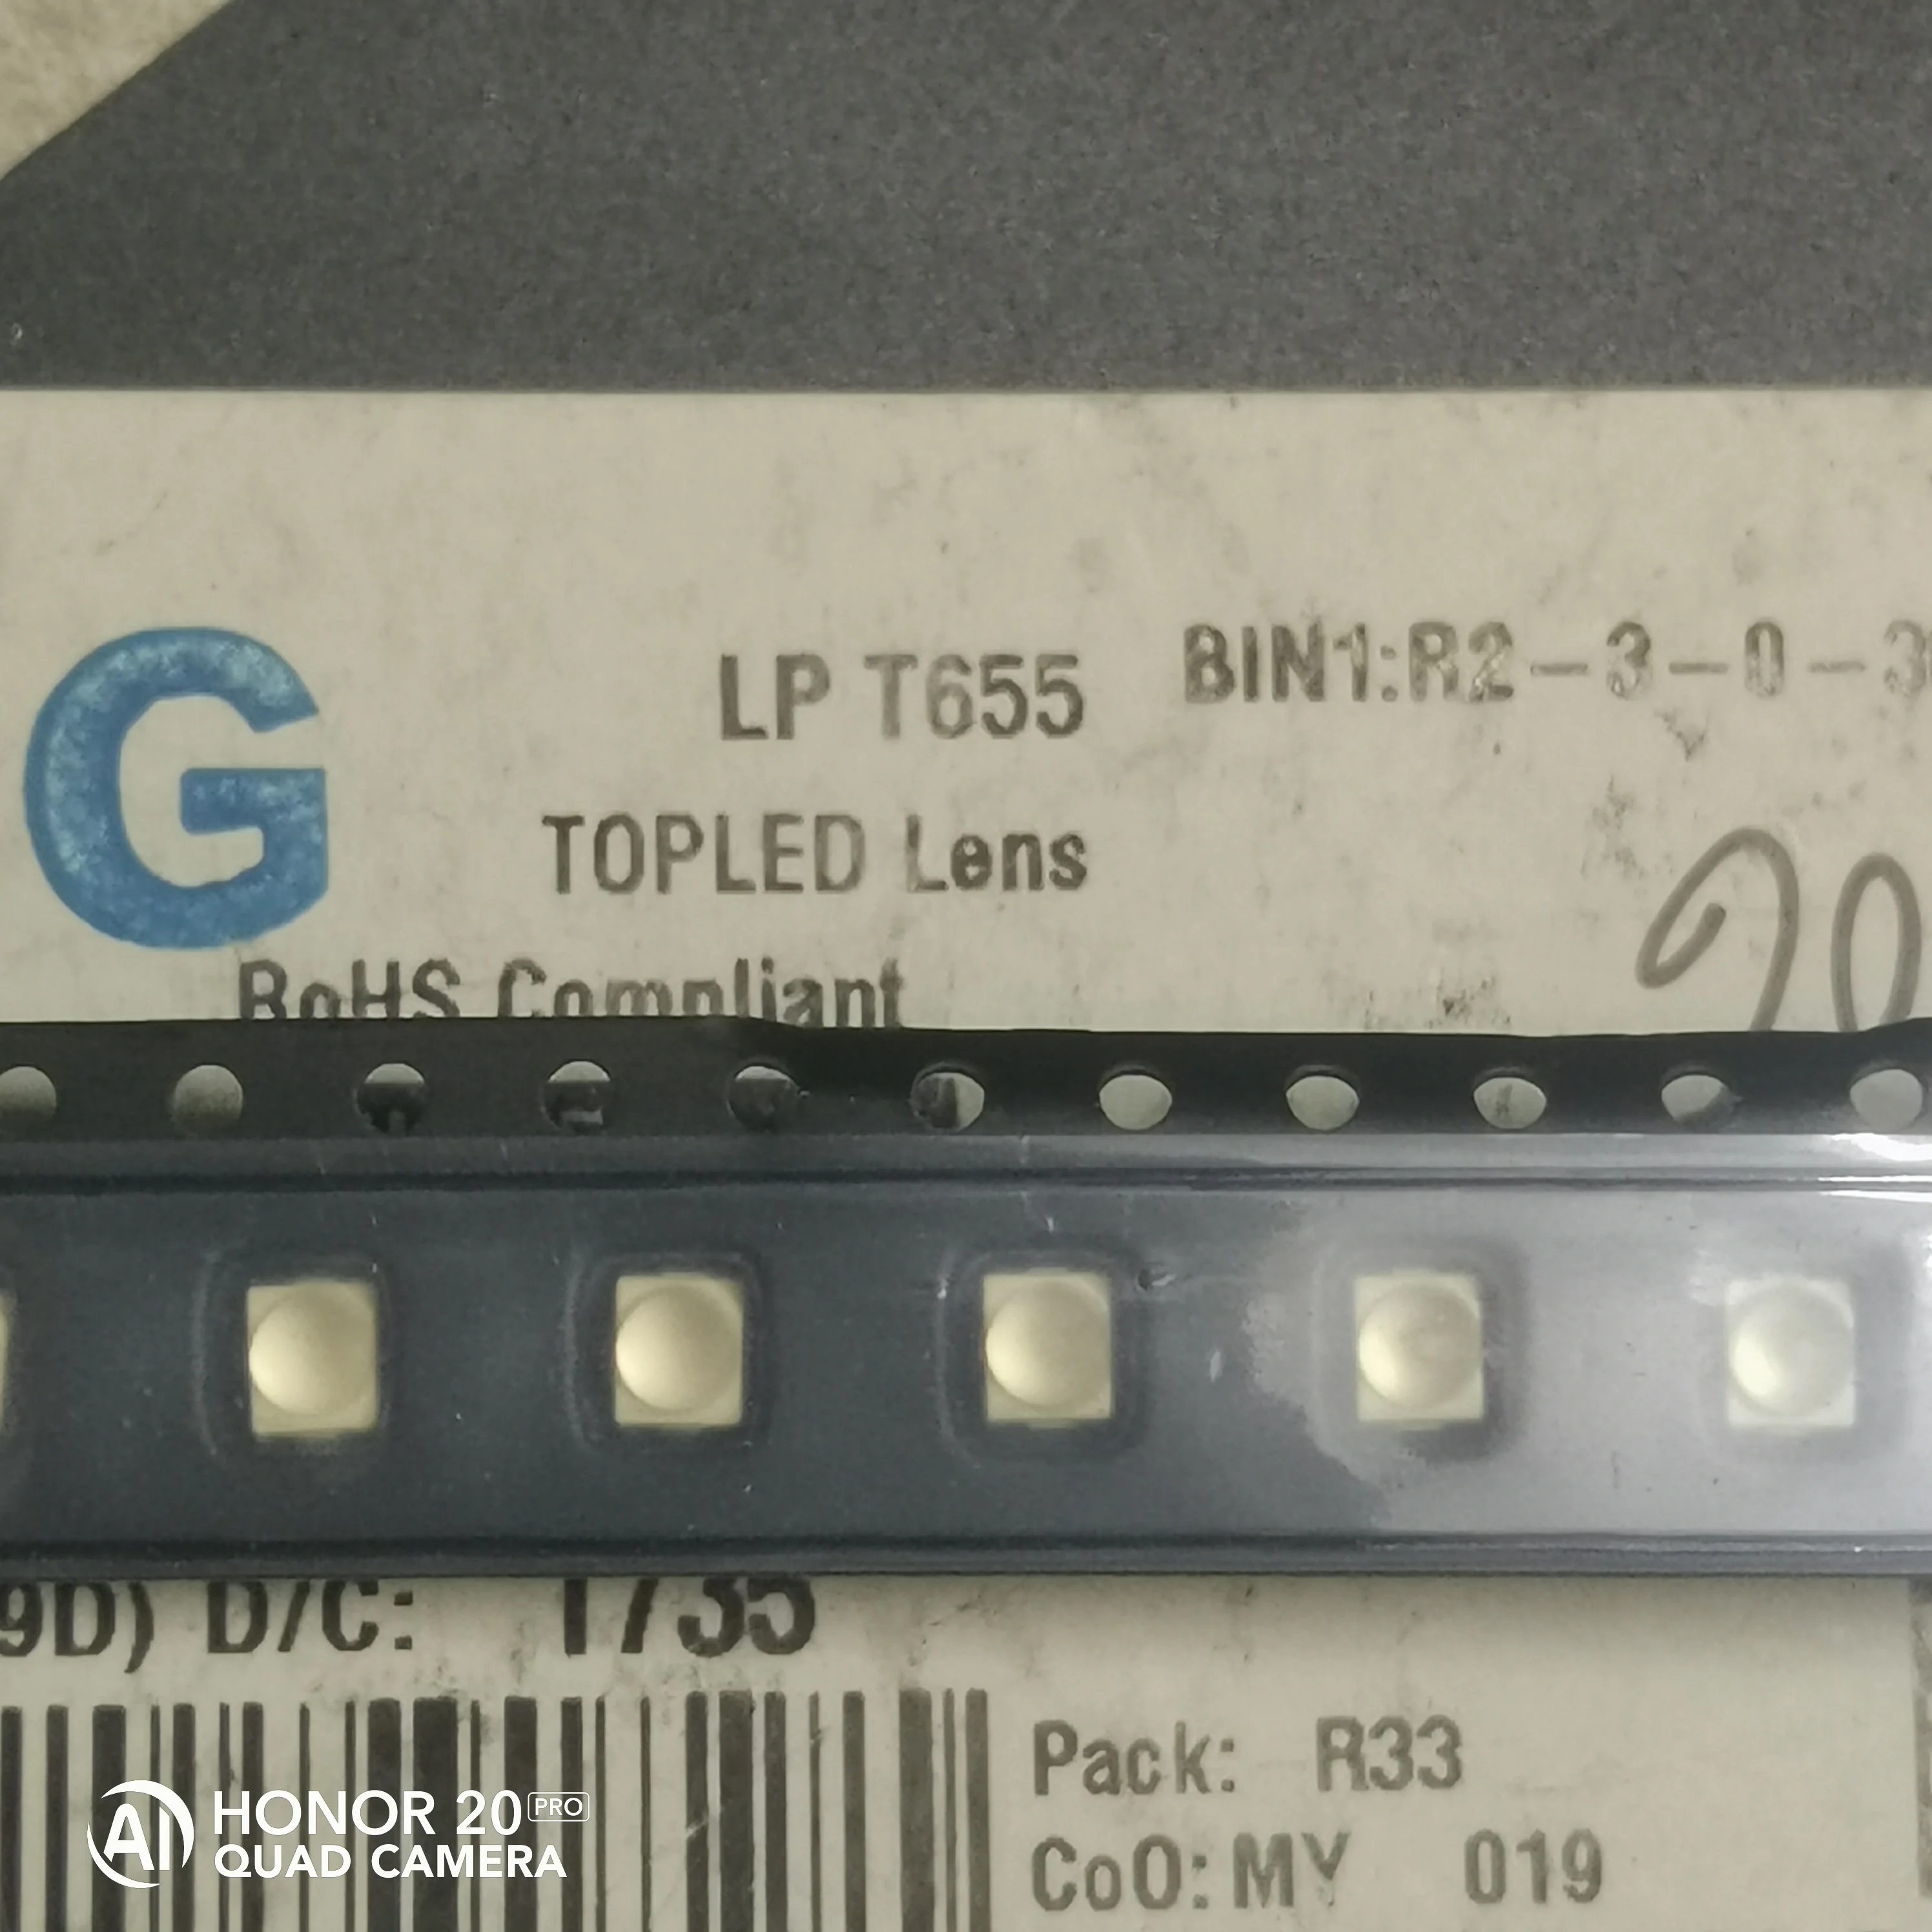 G
LP T655
BIN1:R2-3-0-3
TOPLED Lens
RoHS Compliant
9D) D/C: 1735
Pack: R33
CoO: MY 019
AI HONOR 20 PRO
QUAD CAMERA